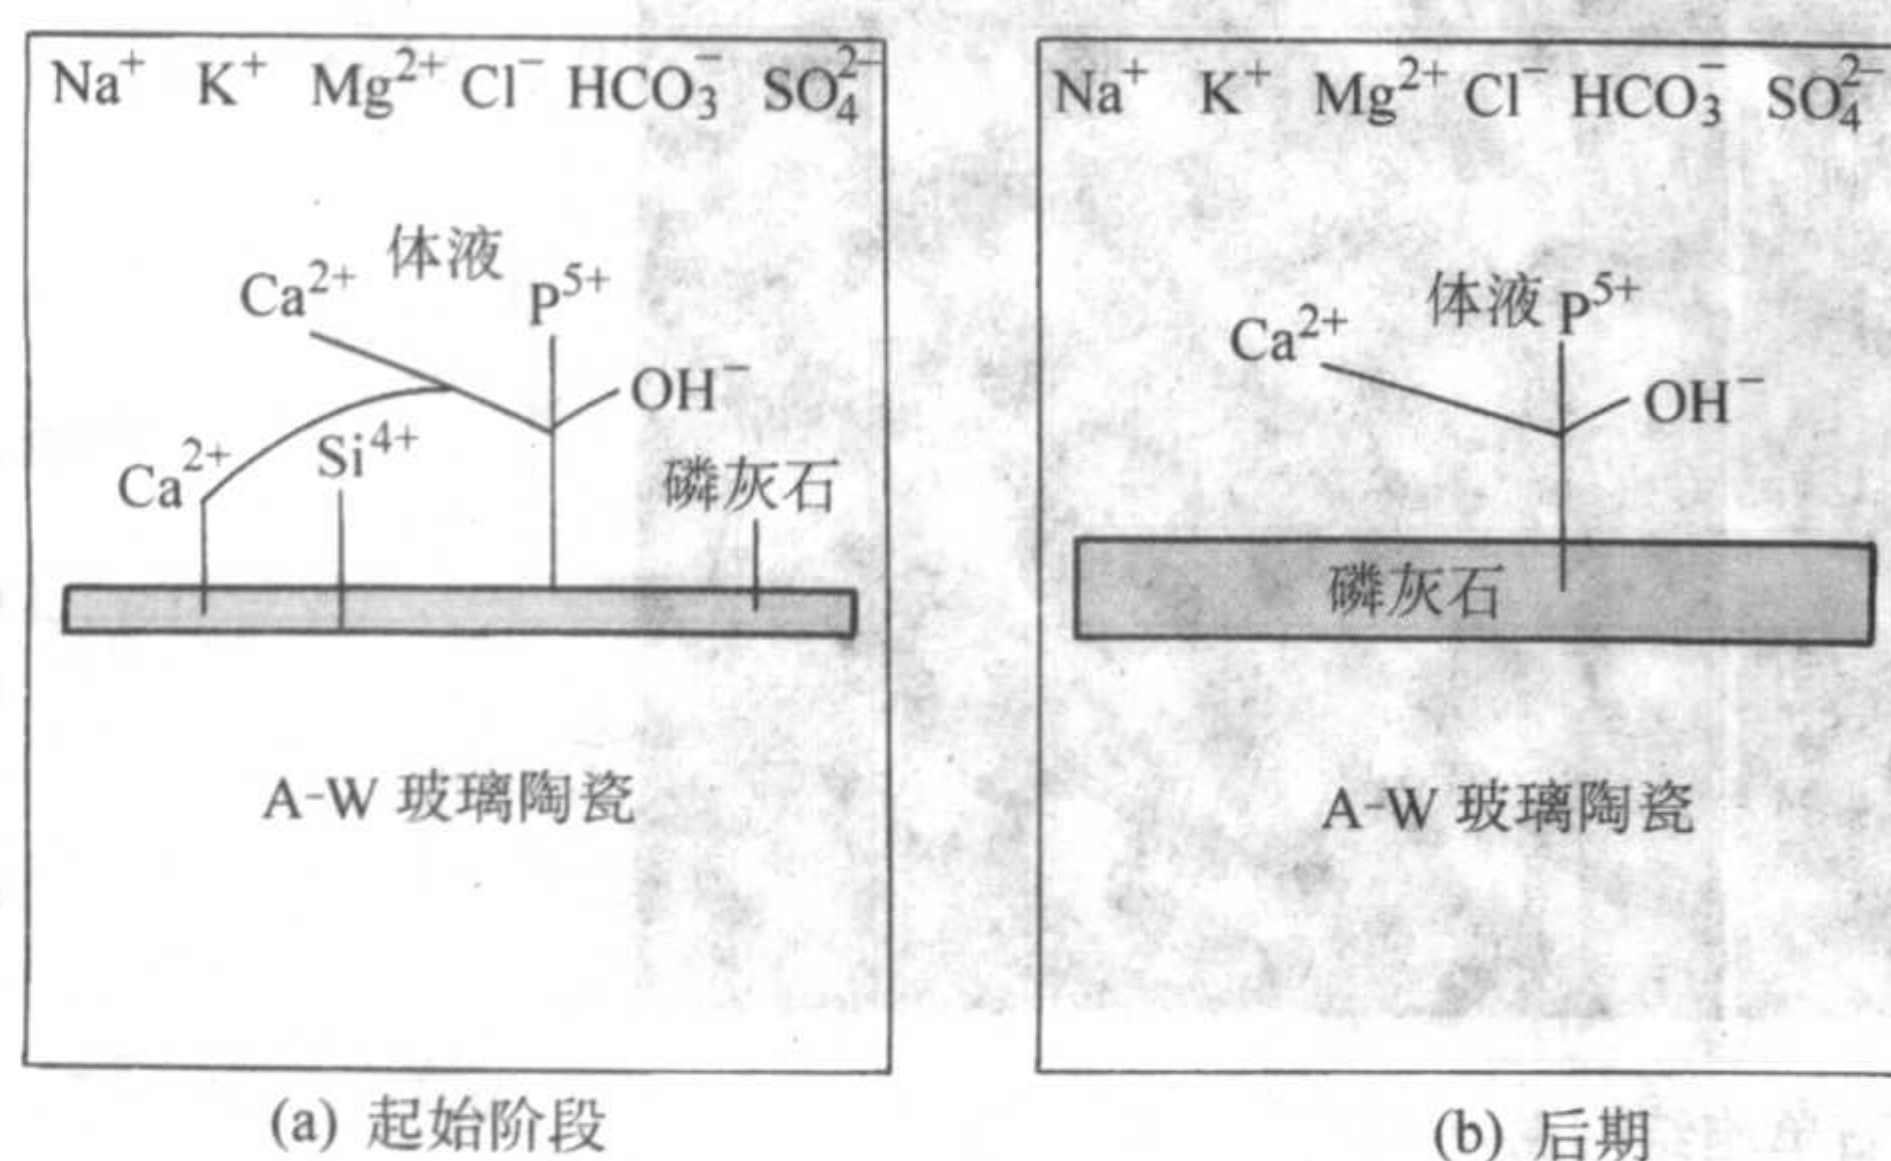 Na⁺ K⁺ Mg²⁺ Cl⁻ HCO₃⁻ SO₄²⁻
体液
Ca²⁺
P⁵⁺
OH⁻
Si⁴⁺
Ca²⁺
磷灰石
A-W 玻璃陶瓷
(a) 起始阶段
Na⁺ K⁺ Mg²⁺ Cl⁻ HCO₃⁻ SO₄²⁻
体液
P⁵⁺
Ca²⁺
OH⁻
磷灰石
A-W 玻璃陶瓷
(b) 后期